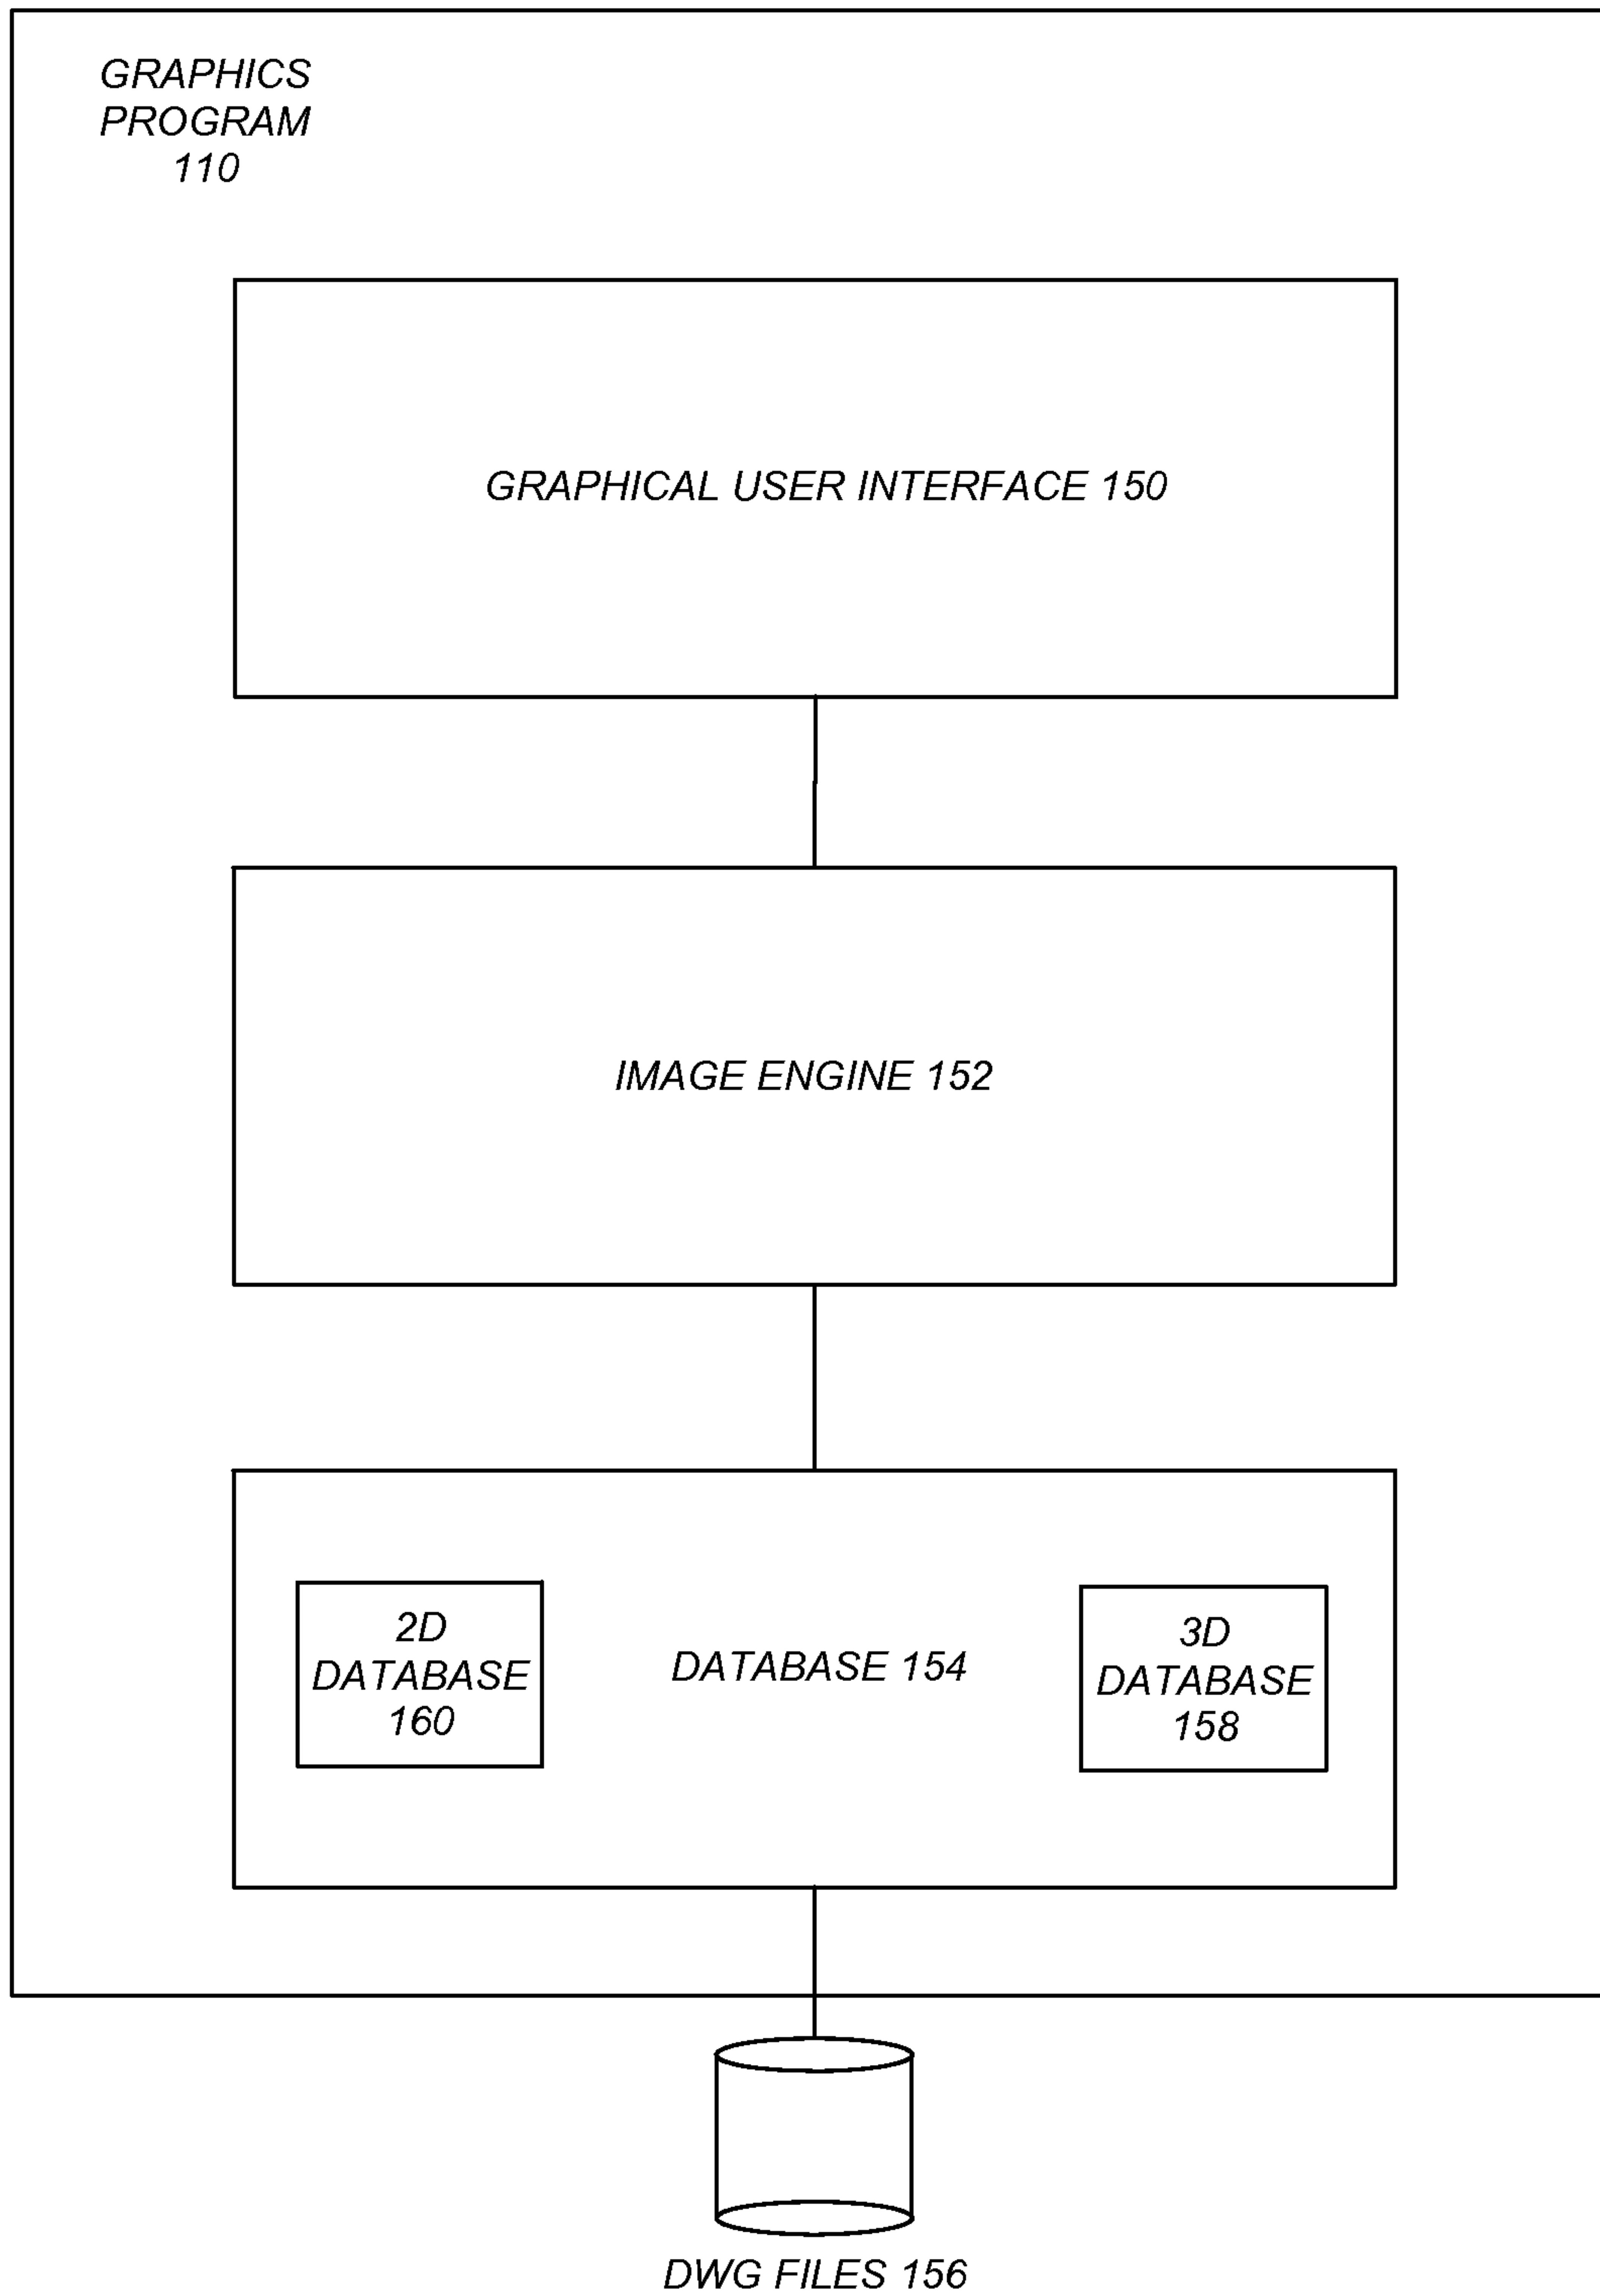 GRAPHICS
PROGRAM
110
GRAPHICAL USER INTERFACE 150
IMAGE ENGINE 152
2D
DATABASE
160
DATABASE 154
3D
DATABASE
158
DWG FILES 156